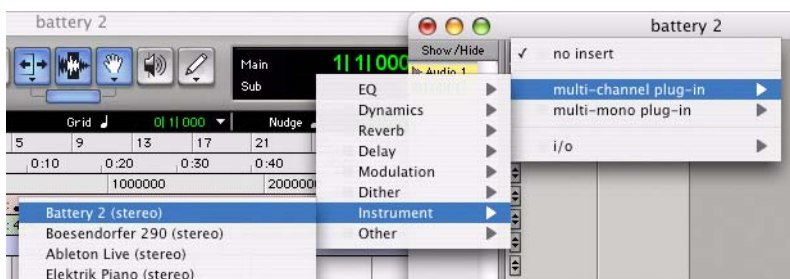 battery 2
battery 2
Show/Hide
Audio 1
Main 1| 1| 000
Sub
✓ no insert
multi-channel plug-in
multi-mono plug-in
i/o
EQ
Dynamics
Reverb
Delay
Modulation
Dither
Instrument
Other
Grid 0| 1| 000 Nudge
5 9 13 17 21
0:10 0:20 0:30 0:40
1000000 200000
Battery 2 (stereo)
Boesendorfer 290 (stereo)
Ableton Live (stereo)
Elektrik Piano (stereo)